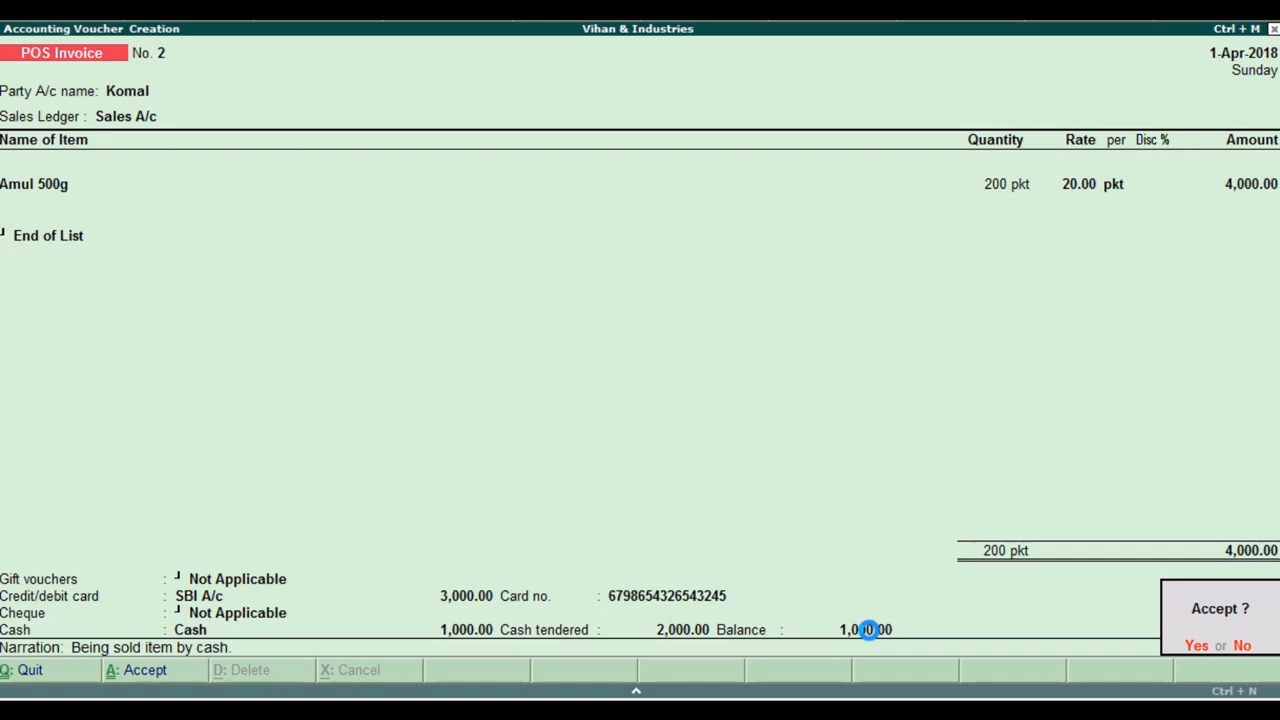 Accounting Voucher Creation Vihan & Industries Ctrl + M x
POS Invoice No. 2 1-Apr-2018
Sunday
Party A/c name: Komal
Sales Ledger : Sales A/c
Name of Item Quantity Rate per Disc % Amount
Amul 500g 200 pkt 20.00 pkt 4,000.00
End of List
200 pkt 4,000.00
Gift vouchers : Not Applicable
Credit/debit card : SBI A/c 3,000.00 Card no. : 6798654326543245
Cheque : Not Applicable
Cash : Cash 1,000.00 Cash tendered : 2,000.00 Balance : 1,000.00
Narration: Being sold item by cash.
Accept ?
Yes or No
Q: Quit A: Accept D: Delete X: Cancel
Ctrl + N